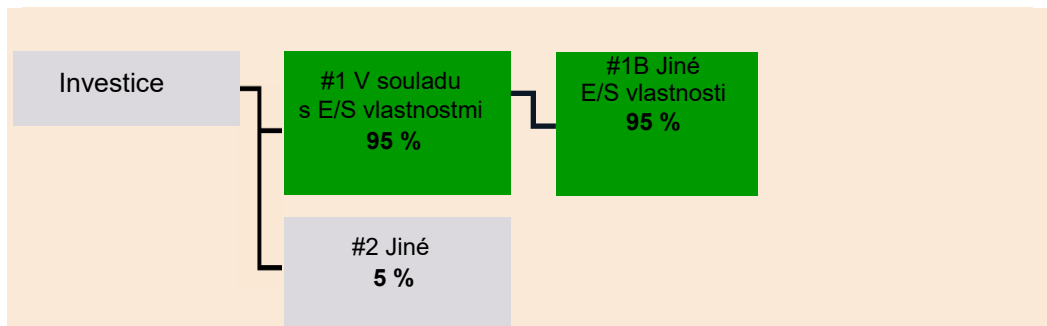 Investice
#1 V souladu
s E/S vlastnostmi
95 %
#1B Jiné
E/S vlastnosti
95 %
#2 Jiné
5 %